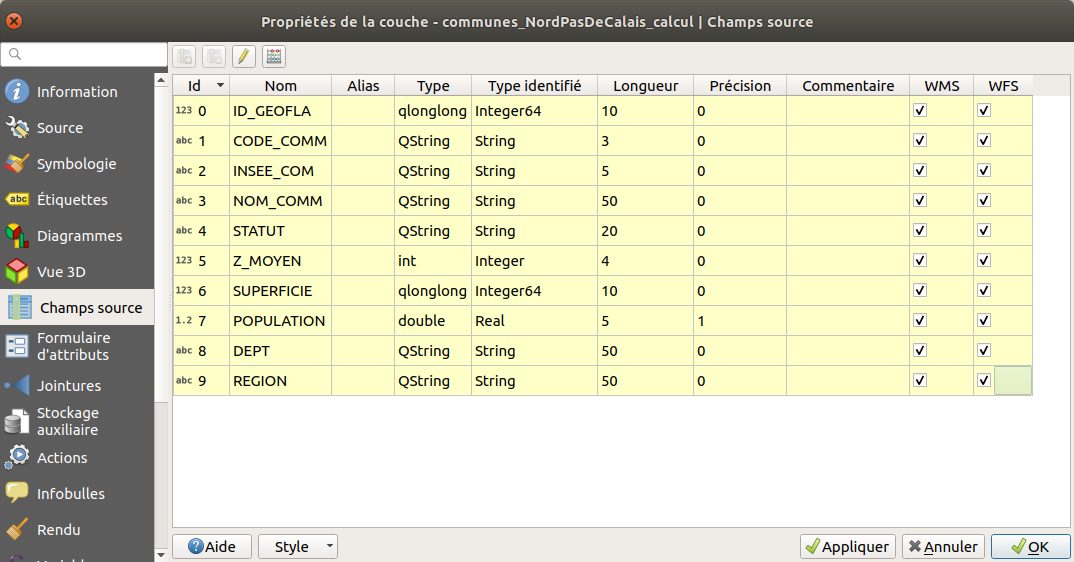 Propriétés de la couche - communes_NordPasDeCalais_calcul | Champs source
Information
Source
Symbologie
abc Étiquettes
Diagrammes
Vue 3D
Champs source
Formulaire
d'attributs
Jointures
Stockage
auxiliaire
Actions
Infobulles
Rendu
Id Nom Alias Type Type identifié Longueur Précision Commentaire WMS WFS
123 0 ID_GEOFLA qlonglong Integer64 10 0
abc 1 CODE_COMM QString String 3 0
abc 2 INSEE_COM QString String 5 0
abc 3 NOM_COMM QString String 50 0
abc 4 STATUT QString String 20 0
123 5 Z_MOYEN int Integer 4 0
123 6 SUPERFICIE qlonglong Integer64 10 0
1.2 7 POPULATION double Real 5 1
abc 8 DEPT QString String 50 0
abc 9 REGION QString String 50 0
Aide Style Appliquer Annuler OK